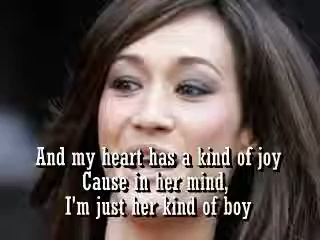 And my heart has a kind of joy
Cause in her mind,
I'm just her kind of boy